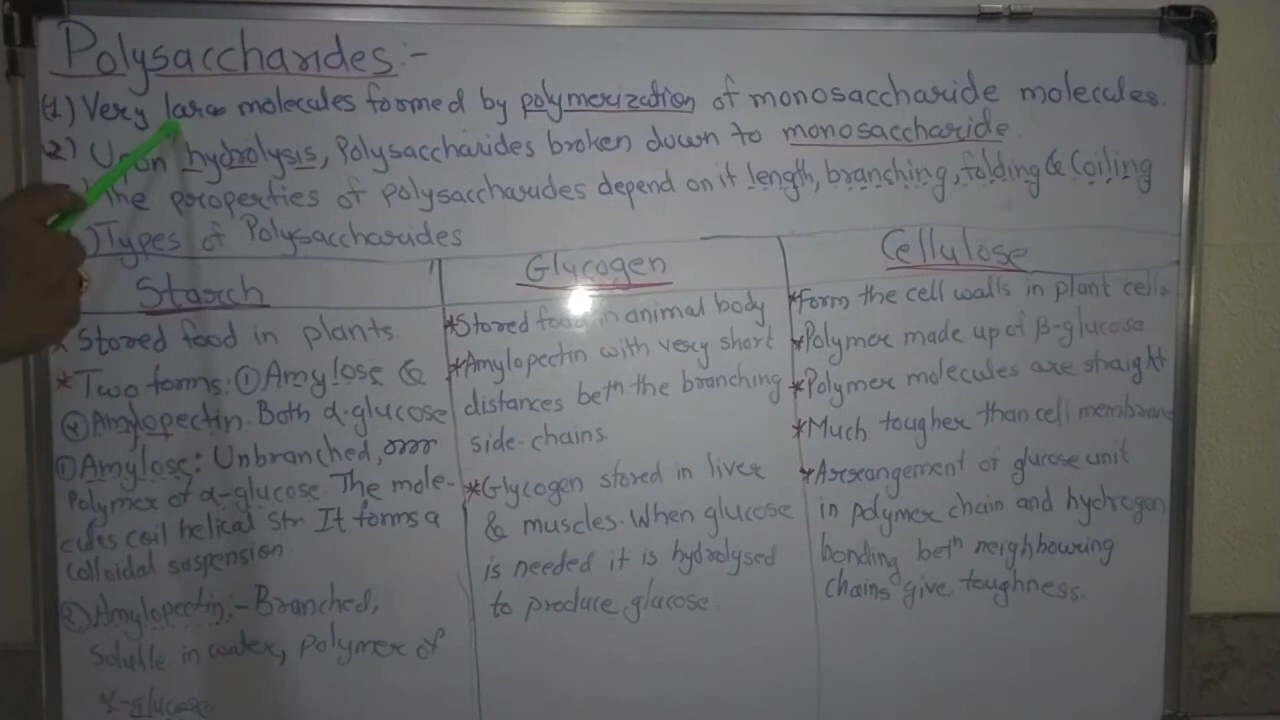 Polysaccharides:-
(1) Very large molecules formed by polymerization of monosaccharide molecules.
2) Upon hydrolysis, Polysaccharides broken down to monosaccharide
The properties of polysaccharides depend on it length, branching, folding & coiling
) Types of Polysaccharides
Starch
* Stored food in plants.
* Two forms: ① Amylose &
② Amylopectin. Both α-glucose
① Amylose: Unbranched,
Polymer of α-glucose The mole-
cules coil helical Str. It forms a
colloidal suspension
② Amylopectin:- Branched,
Soluble in water, Polymer of
α-glucose
Glycogen
*Stored food in animal body
*Amylopectin with very short
distances betn the branching
side-chains
*Glycogen stored in liver
& muscles. When glucose
is needed it is hydrolysed
to produce glucose.
Cellulose
*Form the cell walls in plant cells
*Polymer made up of β-glucose
*Polymer molecules are straight
*Much tougher than cell membrane
*Arrangement of glucose unit
in polymer chain and hydrogen
bonding betn neighbouring
chains give toughness.